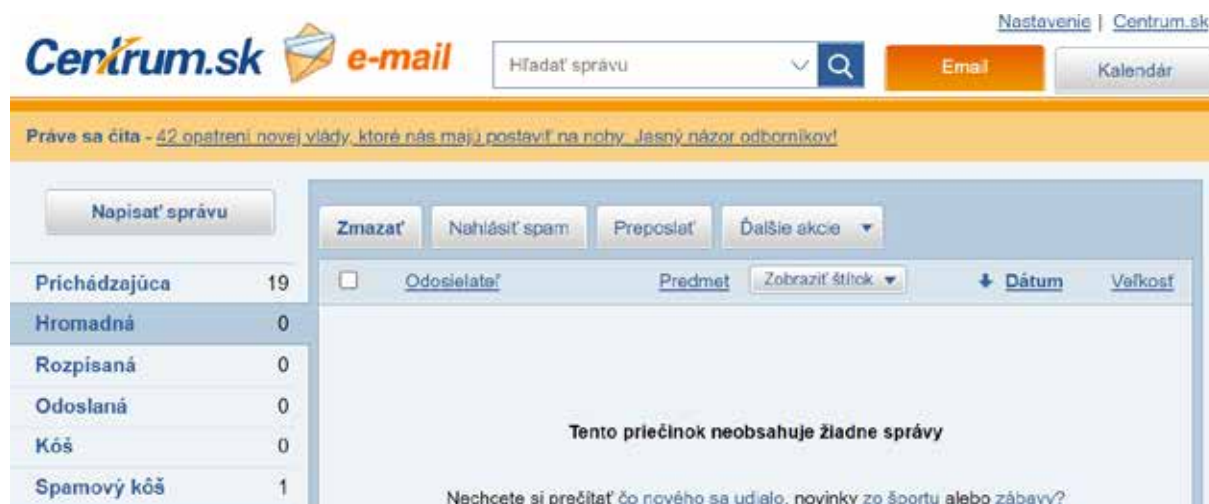 Nastavenie | Centrum.sk
Centrum.sk e-mail
Hľadať správu
Email
Kalendár
Práve sa číta - 42 opatrení novej vlády, ktoré nás majú postaviť na nohy: Jasný názor odborníkov!
Napísať správu
Zmazať Nahlásiť spam Preposlať Ďalšie akcie
Odosielateľ Predmet Zobraziť štítok Dátum Veľkosť
Prichádzajúca 19
Hromadná 0
Rozpísaná 0
Odoslaná 0
Kôš 0
Spamový kôš 1
Tento priečinok neobsahuje žiadne správy
Nechcete si prečítať čo nového sa udialo, novinky zo športu alebo zábavy?